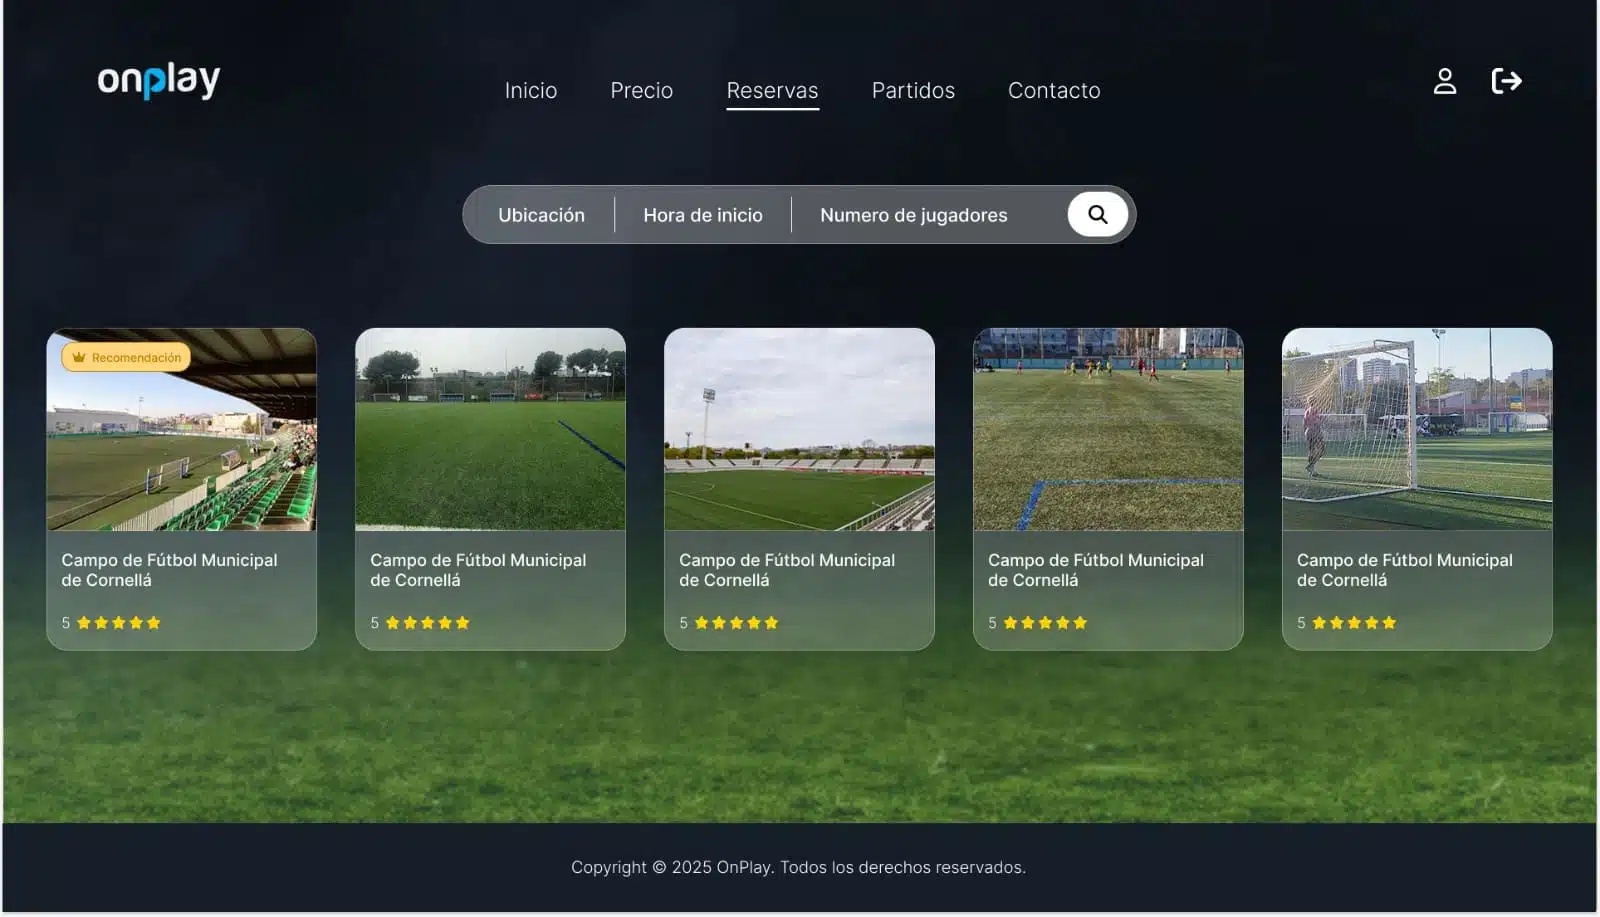 onplay
Inicio
Precio
Reservas
Partidos
Contacto
Ubicación
Hora de inicio
Numero de jugadores
Recomendación
Campo de Fútbol Municipal
de Cornellá
5
Campo de Fútbol Municipal
de Cornellá
5
Campo de Fútbol Municipal
de Cornellá
5
Campo de Fútbol Municipal
de Cornellá
5
Campo de Fútbol Municipal
de Cornellá
5
Copyright © 2025 OnPlay. Todos los derechos reservados.